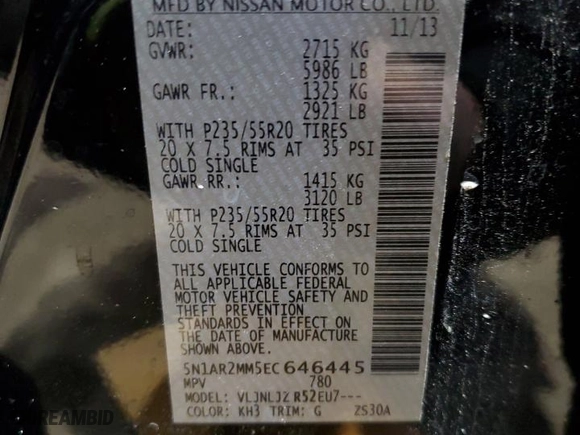 MFD BY NISSAN MOTOR CO., LTD.
DATE: 11/13
GVWR: 2715 KG
5986 LB
GAWR FR.: 1325 KG
2921 LB
WITH P235/55R20 TIRES
20 X 7.5 RIMS AT 35 PSI
COLD SINGLE
GAWR RR.: 1415 KG
3120 LB
WITH P235/55R20 TIRES
20 X 7.5 RIMS AT 35 PSI
COLD SINGLE
THIS VEHICLE CONFORMS TO
ALL APPLICABLE FEDERAL
MOTOR VEHICLE SAFETY AND
THEFT PREVENTION
STANDARDS IN EFFECT ON
THE DATE OF MANUFACTURE
SHOWN ABOVE.
5N1AR2MM5EC646445
MPV 780
MODEL: VLJNLJZ R52EU7---
COLOR: KH3 TRIM: G ZS30A
STREAMBID